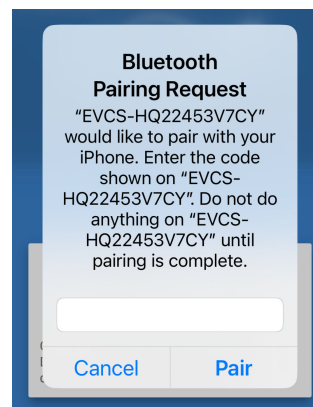 Bluetooth
Pairing Request
“EVCS-HQ22453V7CY”
would like to pair with your
iPhone. Enter the code
shown on “EVCS-
HQ22453V7CY”. Do not do
anything on “EVCS-
HQ22453V7CY” until
pairing is complete.
Cancel Pair